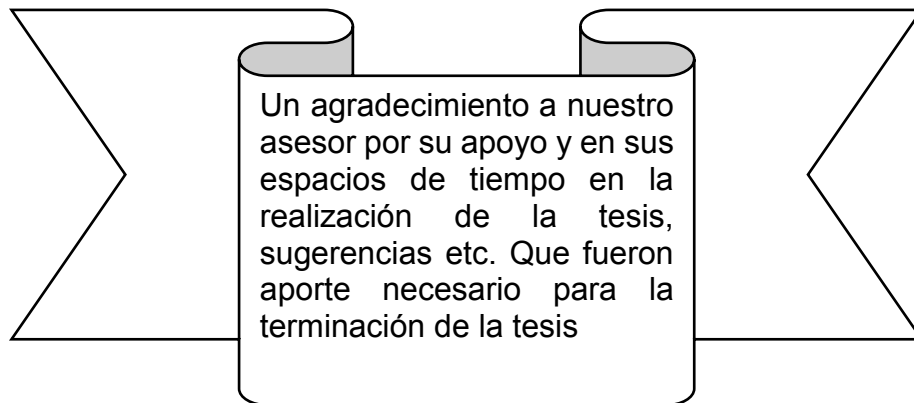 Un agradecimiento a nuestro
asesor por su apoyo y en sus
espacios de tiempo en la
realización de la tesis,
sugerencias etc. Que fueron
aporte necesario para la
terminación de la tesis